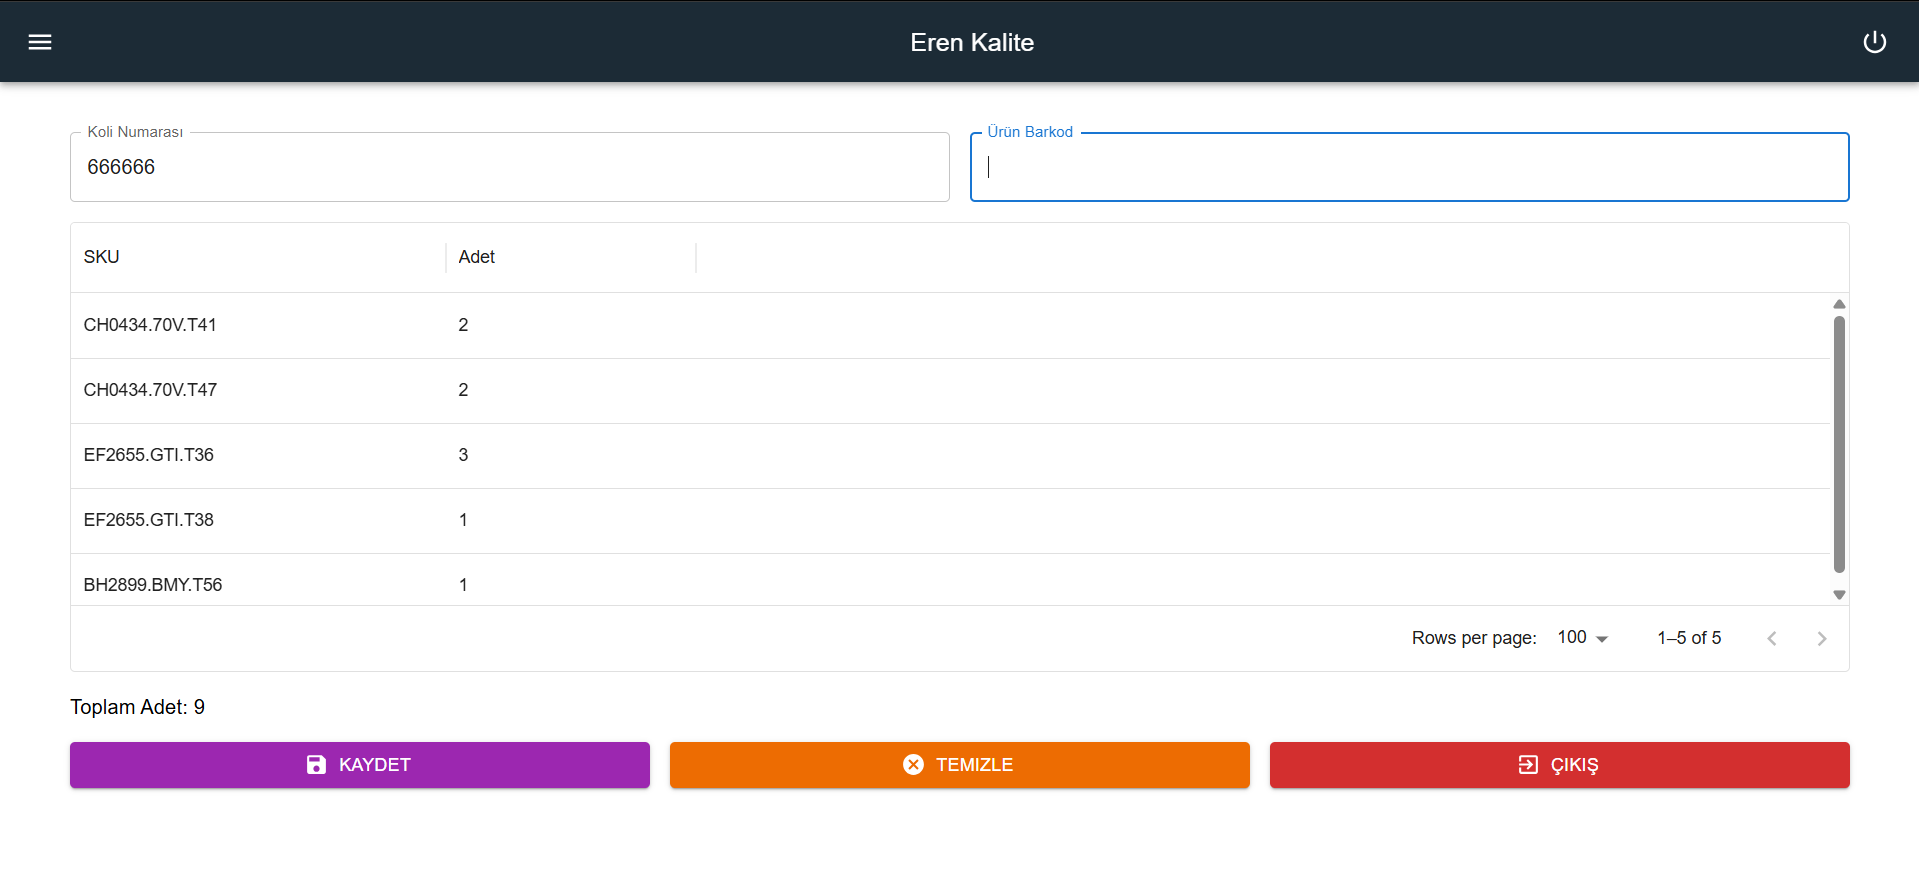 Eren Kalite
Koli Numarası
666666
Ürün Barkod
SKU Adet
CH0434.70V.T41 2
CH0434.70V.T47 2
EF2655.GTI.T36 3
EF2655.GTI.T38 1
BH2899.BMY.T56 1
Rows per page: 100 1–5 of 5
Toplam Adet: 9
KAYDET TEMIZLE ÇIKIŞ